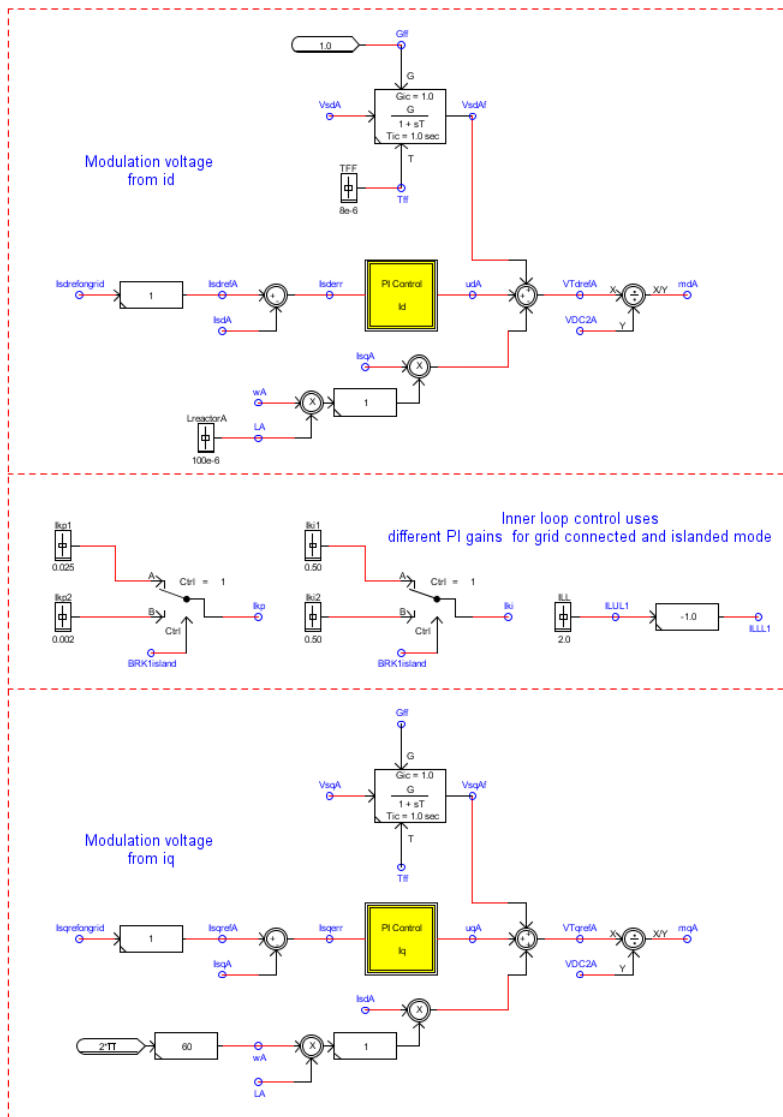 1.0
Gff
G
VsdA
Gic = 1.0
G
1 + sT
Tic = 1.0 sec
VsdAf
Modulation voltage
from id
TFF
8e-6
T
Tff
Isdrefongrid
1
IsdrefA
+
-
Isderr
PI Control
Id
udA
+
+
VTdrefA
X
÷
X/Y
mdA
IsdA
VDC2A
Y
IsqA
X
wA
X
1
LreactorA
LA
100e-6
Inner loop control uses
different PI gains for grid connected and islanded mode
Ikp1
0.025
A
Ctrl = 1
Ikp2
0.002
B
Ctrl
Ikp
BRK1island
Iki1
0.50
A
Ctrl = 1
Iki2
0.50
B
Ctrl
Iki
BRK1island
ILL
2.0
ILUL1
-1.0
ILLL1
Gff
G
VsqA
Gic = 1.0
G
1 + sT
Tic = 1.0 sec
VsqAf
Modulation voltage
from iq
T
Tff
Isqrefongrid
1
IsqrefA
+
-
Isqerr
PI Control
Iq
uqA
+
+
VTqrefA
X
÷
X/Y
mqA
IsqA
VDC2A
Y
IsdA
X
2*π
60
wA
X
1
LA